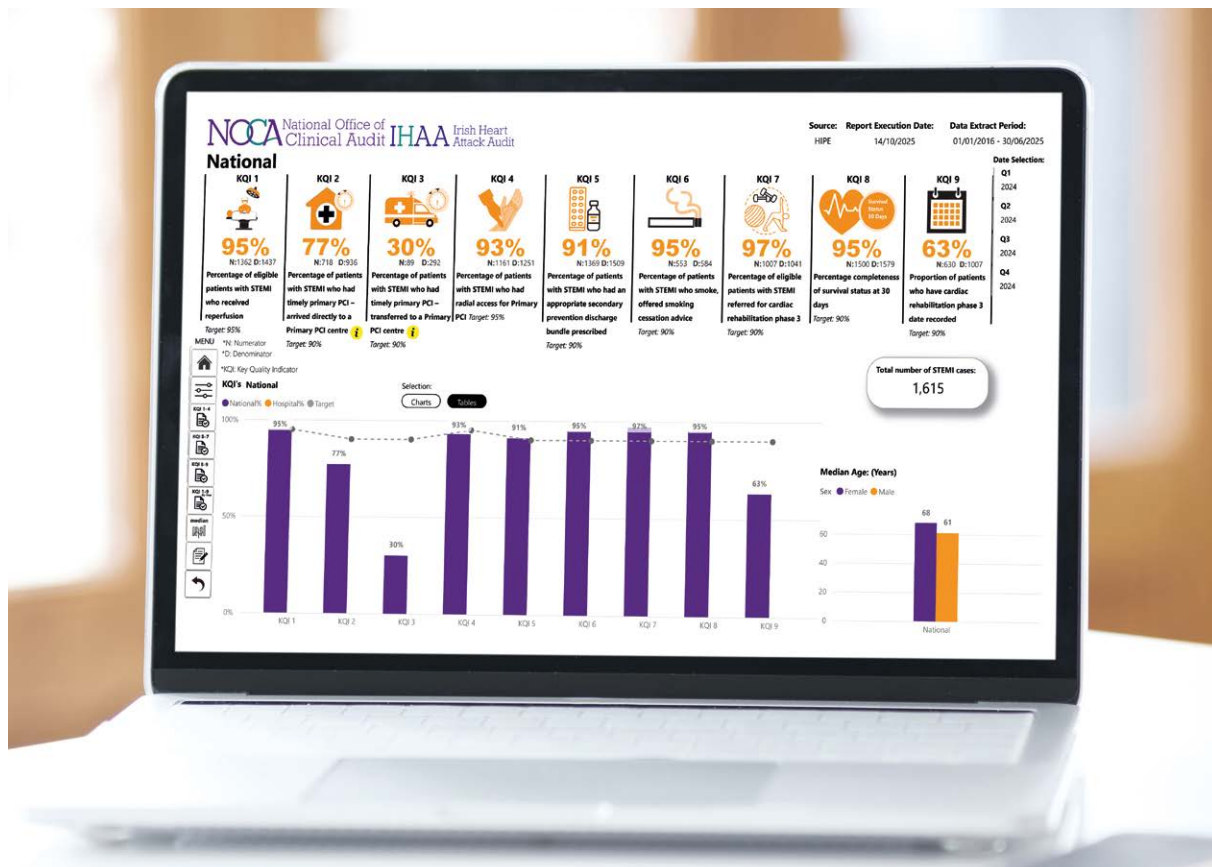 NOCA National Office of Clinical Audit IHAA Irish Heart Attack Audit
Source: Report Execution Date: Data Extract Period:
HIPE 14/10/2025 01/01/2016 - 30/06/2025
National
Date Selection:
Q1
2024
Q2
2024
Q3
2024
Q4
2024
KQI 1
95%
N:1362 D:1437
Percentage of eligible
patients with STEMI
who received
reperfusion
Target: 95%
KQI 2
77%
N:718 D:936
Percentage of patients
with STEMI who had
timely primary PCI –
arrived directly to a
Primary PCI centre i
Target: 90%
KQI 3
30%
N:89 D:292
Percentage of patients
with STEMI who had
timely primary PCI –
transferred to a Primary
PCI centre i
Target: 90%
KQI 4
93%
N:1161 D:1251
Percentage of patients
with STEMI who had
radial access for Primary
PCI Target: 95%
KQI 5
91%
N:1369 D:1509
Percentage of patients
with STEMI who had an
appropriate secondary
prevention discharge
bundle prescribed
Target: 90%
KQI 6
95%
N:553 D:584
Percentage of patients
with STEMI who smoke,
offered smoking
cessation advice
Target: 90%
KQI 7
97%
N:1007 D:1041
Percentage of eligible
patients with STEMI
referred for cardiac
rehabilitation phase 3
Target: 90%
KQI 8
Survival
Status
30 Days
95%
N:1500 D:1579
Percentage completeness
of survival status at 30
days
Target: 90%
KQI 9
63%
N:630 D:1007
Proportion of patients
who have cardiac
rehabilitation phase 3
date recorded
Target: 90%
MENU
*N: Numerator
*D: Denominator
*KQI: Key Quality Indicator
KQI 1-4
KQI 5-7
KQI 8-9
KQI 1-9
median
KQI's National
Selection:
Charts Tables
National% Hospital% Target
100%
50%
0%
95%
77%
30%
93%
91%
95%
97%
95%
63%
KQI 1 KQI 2 KQI 3 KQI 4 KQI 5 KQI 6 KQI 7 KQI 8 KQI 9
Total number of STEMI cases:
1,615
Median Age: (Years)
Sex Female Male
68 61
60
40
20
0
National